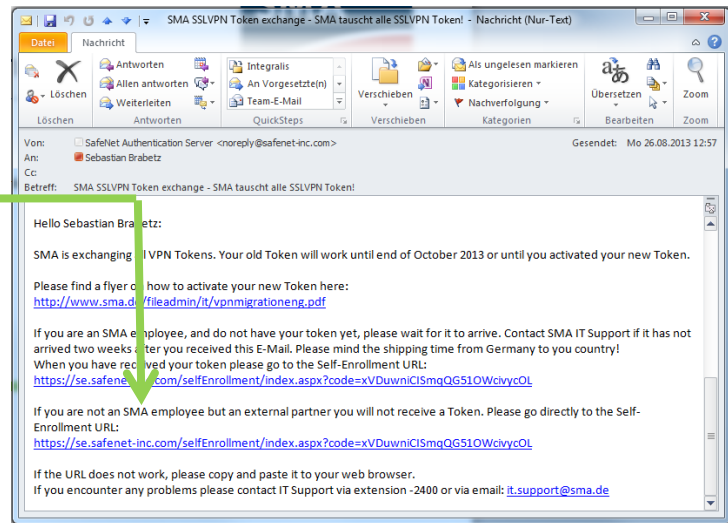 SMA SSLVPN Token exchange - SMA tauscht alle SSLVPN Token! - Nachricht (Nur-Text)
Datei Nachricht
Löschen
Antworten
Allen antworten
Weiterleiten
Integralis
An Vorgesetzte(n)
Team-E-Mail
Verschieben
Als ungelesen markieren
Kategorisieren
Nachverfolgung
Übersetzen
Zoom
Löschen Antworten QuickSteps Verschieben Kategorien Bearbeiten Zoom
Von: SafeNet Authentication Server <noreply@safenet-inc.com> Gesendet: Mo 26.08.2013 12:57
An: Sebastian Brabetz
Cc:
Betreff: SMA SSLVPN Token exchange - SMA tauscht alle SSLVPN Token!
Hello Sebastian Brabetz:
SMA is exchanging VPN Tokens. Your old Token will work until end of October 2013 or until you activated your new Token.
Please find a flyer on how to activate your new Token here:
http://www.sma.de/fileadmin/it/vpnmigrationeng.pdf
If you are an SMA employee, and do not have your token yet, please wait for it to arrive. Contact SMA IT Support if it has not
arrived two weeks after you received this E-Mail. Please mind the shipping time from Germany to you country!
When you have received your token please go to the Self-Enrollment URL:
https://se.safenet-inc.com/selfEnrollment/index.aspx?code=xVDuwniCISmqQG51OWcivycOL
If you are not an SMA employee but an external partner you will not receive a Token. Please go directly to the Self-
Enrollment URL:
https://se.safenet-inc.com/selfEnrollment/index.aspx?code=xVDuwniCISmqQG51OWcivycOL
If the URL does not work, please copy and paste it to your web browser.
If you encounter any problems please contact IT Support via extension -2400 or via email: it.support@sma.de